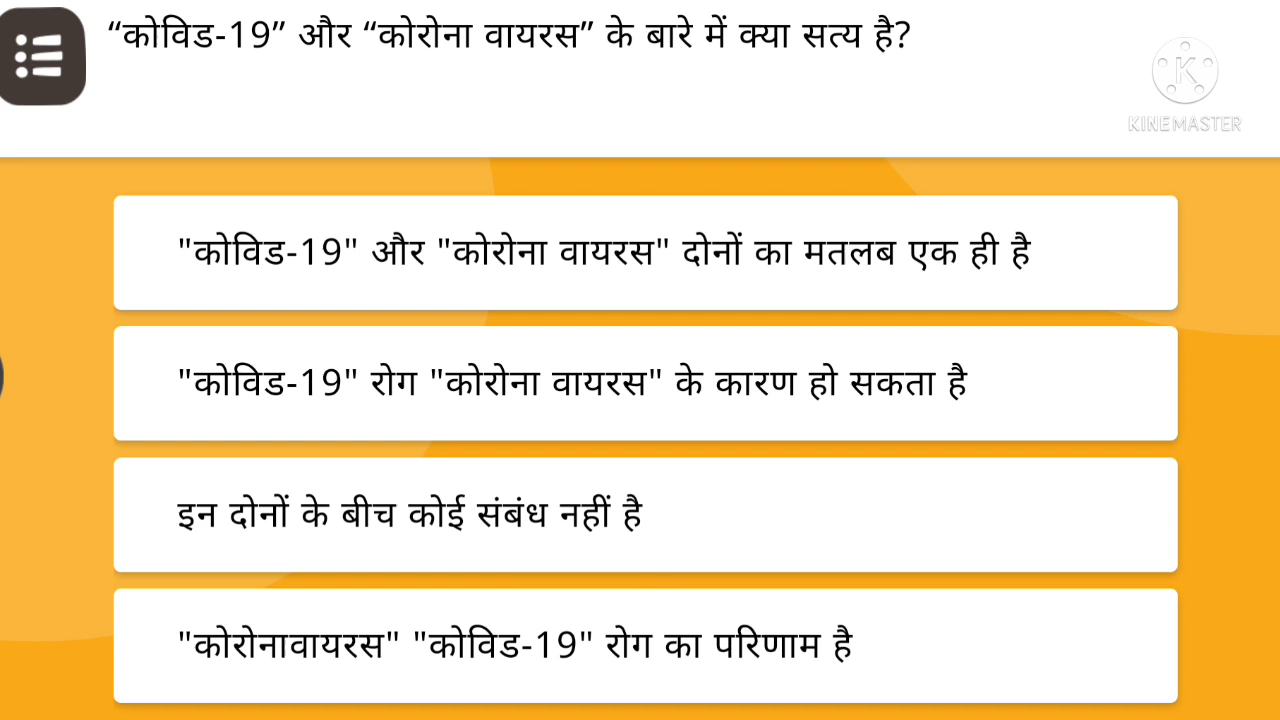 “कोविड-19” और “कोरोना वायरस” के बारे में क्या सत्य है?
K
KINEMASTER
"कोविड-19" और "कोरोना वायरस" दोनों का मतलब एक ही है
"कोविड-19" रोग "कोरोना वायरस" के कारण हो सकता है
इन दोनों के बीच कोई संबंध नहीं है
"कोरोनावायरस" "कोविड-19" रोग का परिणाम है